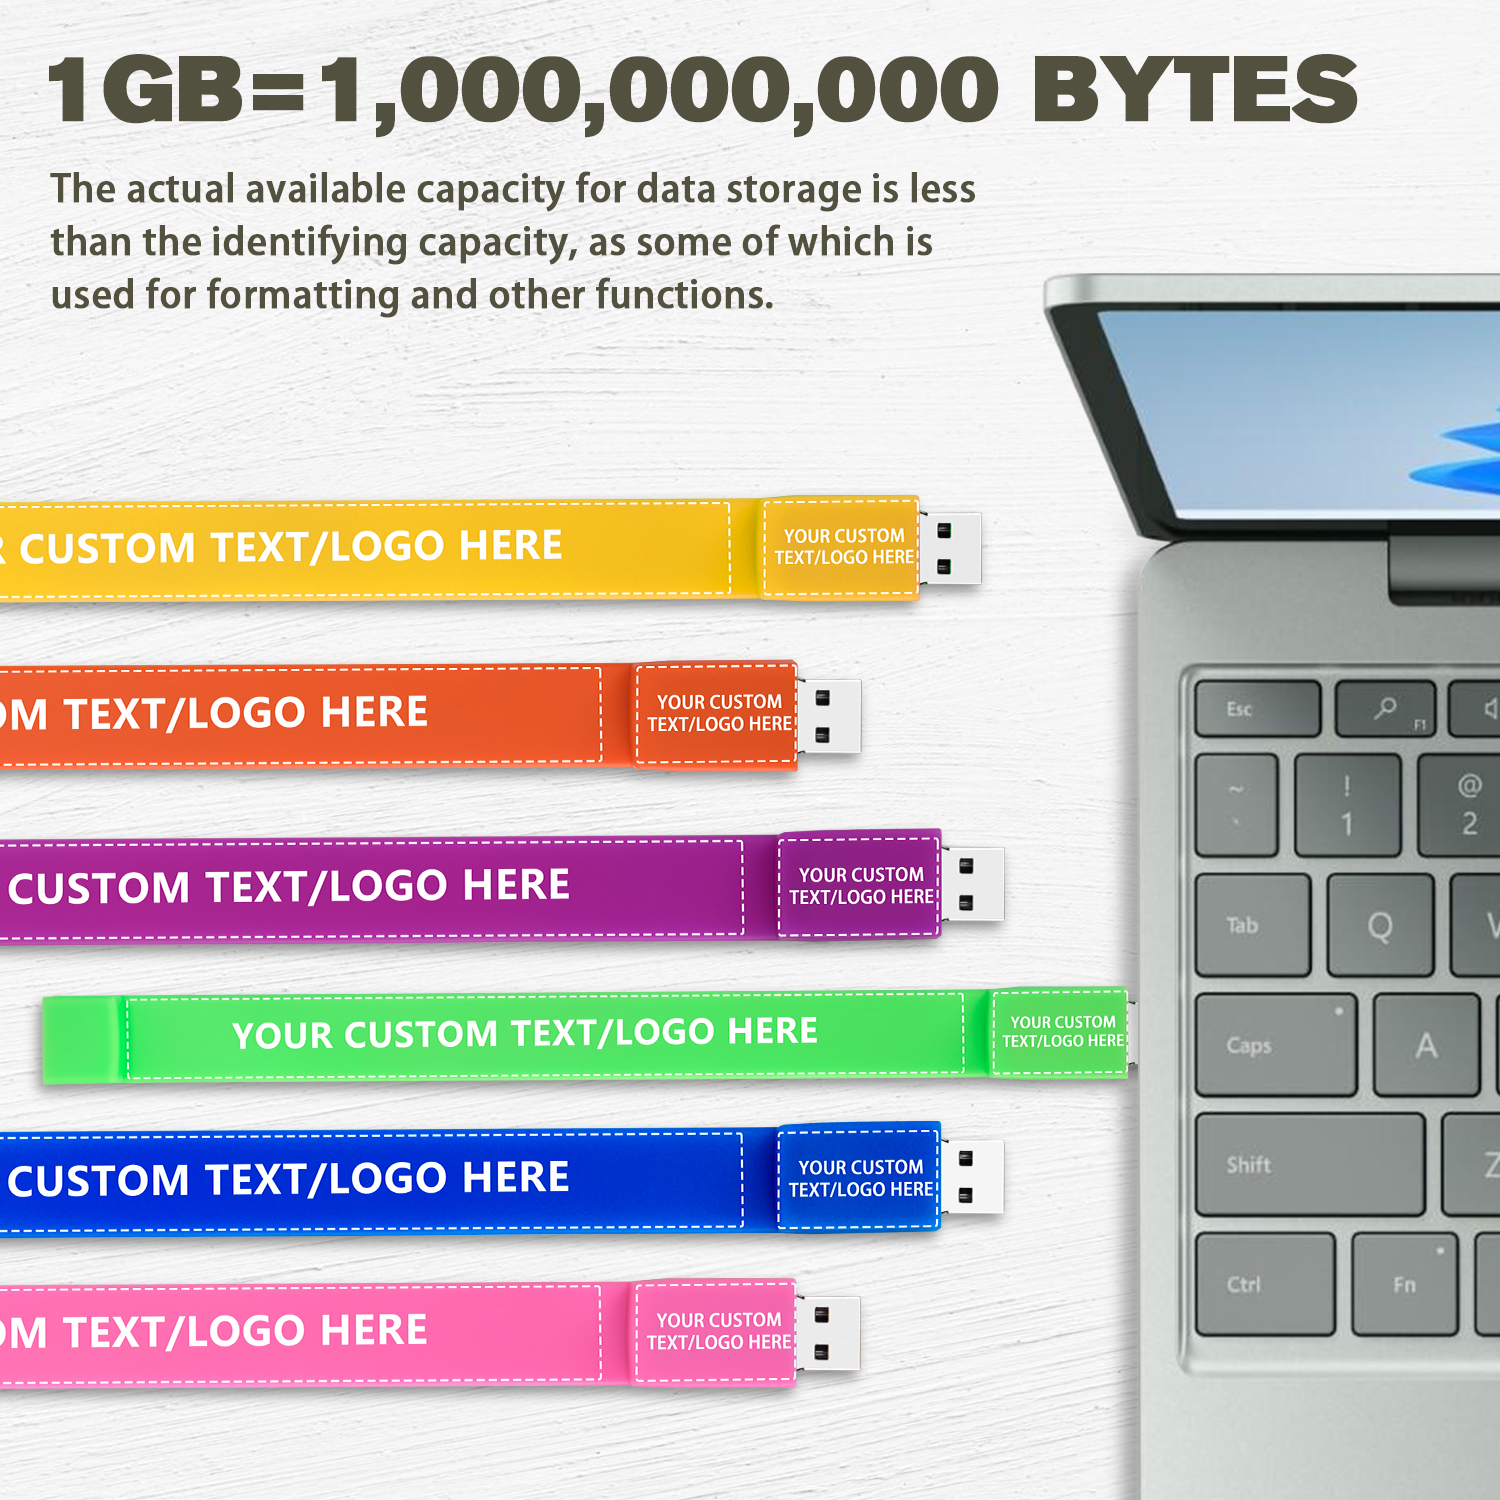 1GB=1,000,000,000 BYTES
The actual available capacity for data storage is less
than the identifying capacity, as some of which is
used for formatting and other functions.
R CUSTOM TEXT/LOGO HERE
YOUR CUSTOM
TEXT/LOGO HERE
OM TEXT/LOGO HERE
YOUR CUSTOM
TEXT/LOGO HERE
CUSTOM TEXT/LOGO HERE
YOUR CUSTOM
TEXT/LOGO HERE
YOUR CUSTOM TEXT/LOGO HERE
YOUR CUSTOM
TEXT/LOGO HERE
CUSTOM TEXT/LOGO HERE
YOUR CUSTOM
TEXT/LOGO HERE
OM TEXT/LOGO HERE
YOUR CUSTOM
TEXT/LOGO HERE
Esc F1
~ ! @
` 1 2
Tab Q W
Caps A
Shift Z
Ctrl Fn